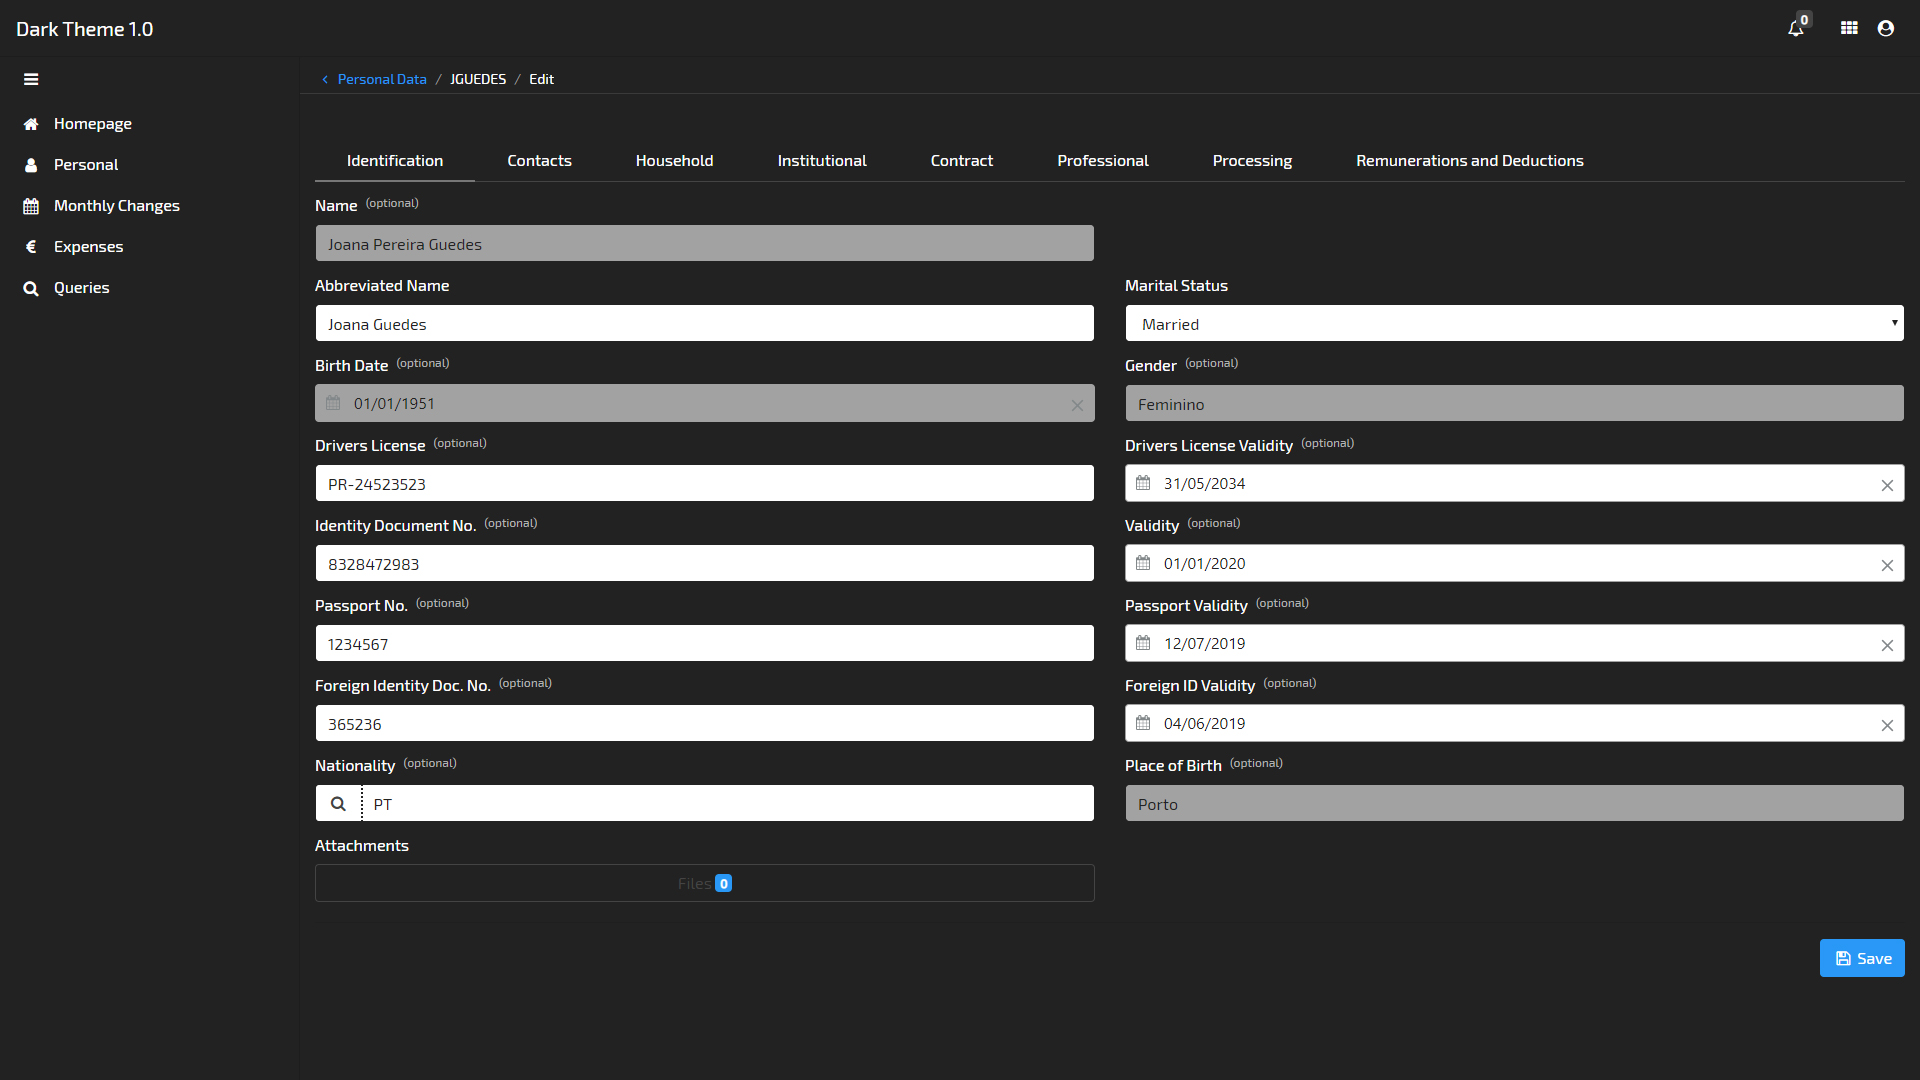 Dark Theme 1.0
0
< Personal Data / JGUEDES / Edit
Homepage
Personal
Monthly Changes
Expenses
Queries
Identification Contacts Household Institutional Contract Professional Processing Remunerations and Deductions
Name (optional)
Joana Pereira Guedes
Abbreviated Name
Joana Guedes
Marital Status
Married
Birth Date (optional)
01/01/1951
Gender (optional)
Feminino
Drivers License (optional)
PR-24523523
Drivers License Validity (optional)
31/05/2034
Identity Document No. (optional)
8328472983
Validity (optional)
01/01/2020
Passport No. (optional)
1234567
Passport Validity (optional)
12/07/2019
Foreign Identity Doc. No. (optional)
365236
Foreign ID Validity (optional)
04/06/2019
Nationality (optional)
PT
Place of Birth (optional)
Porto
Attachments
Files 0
Save